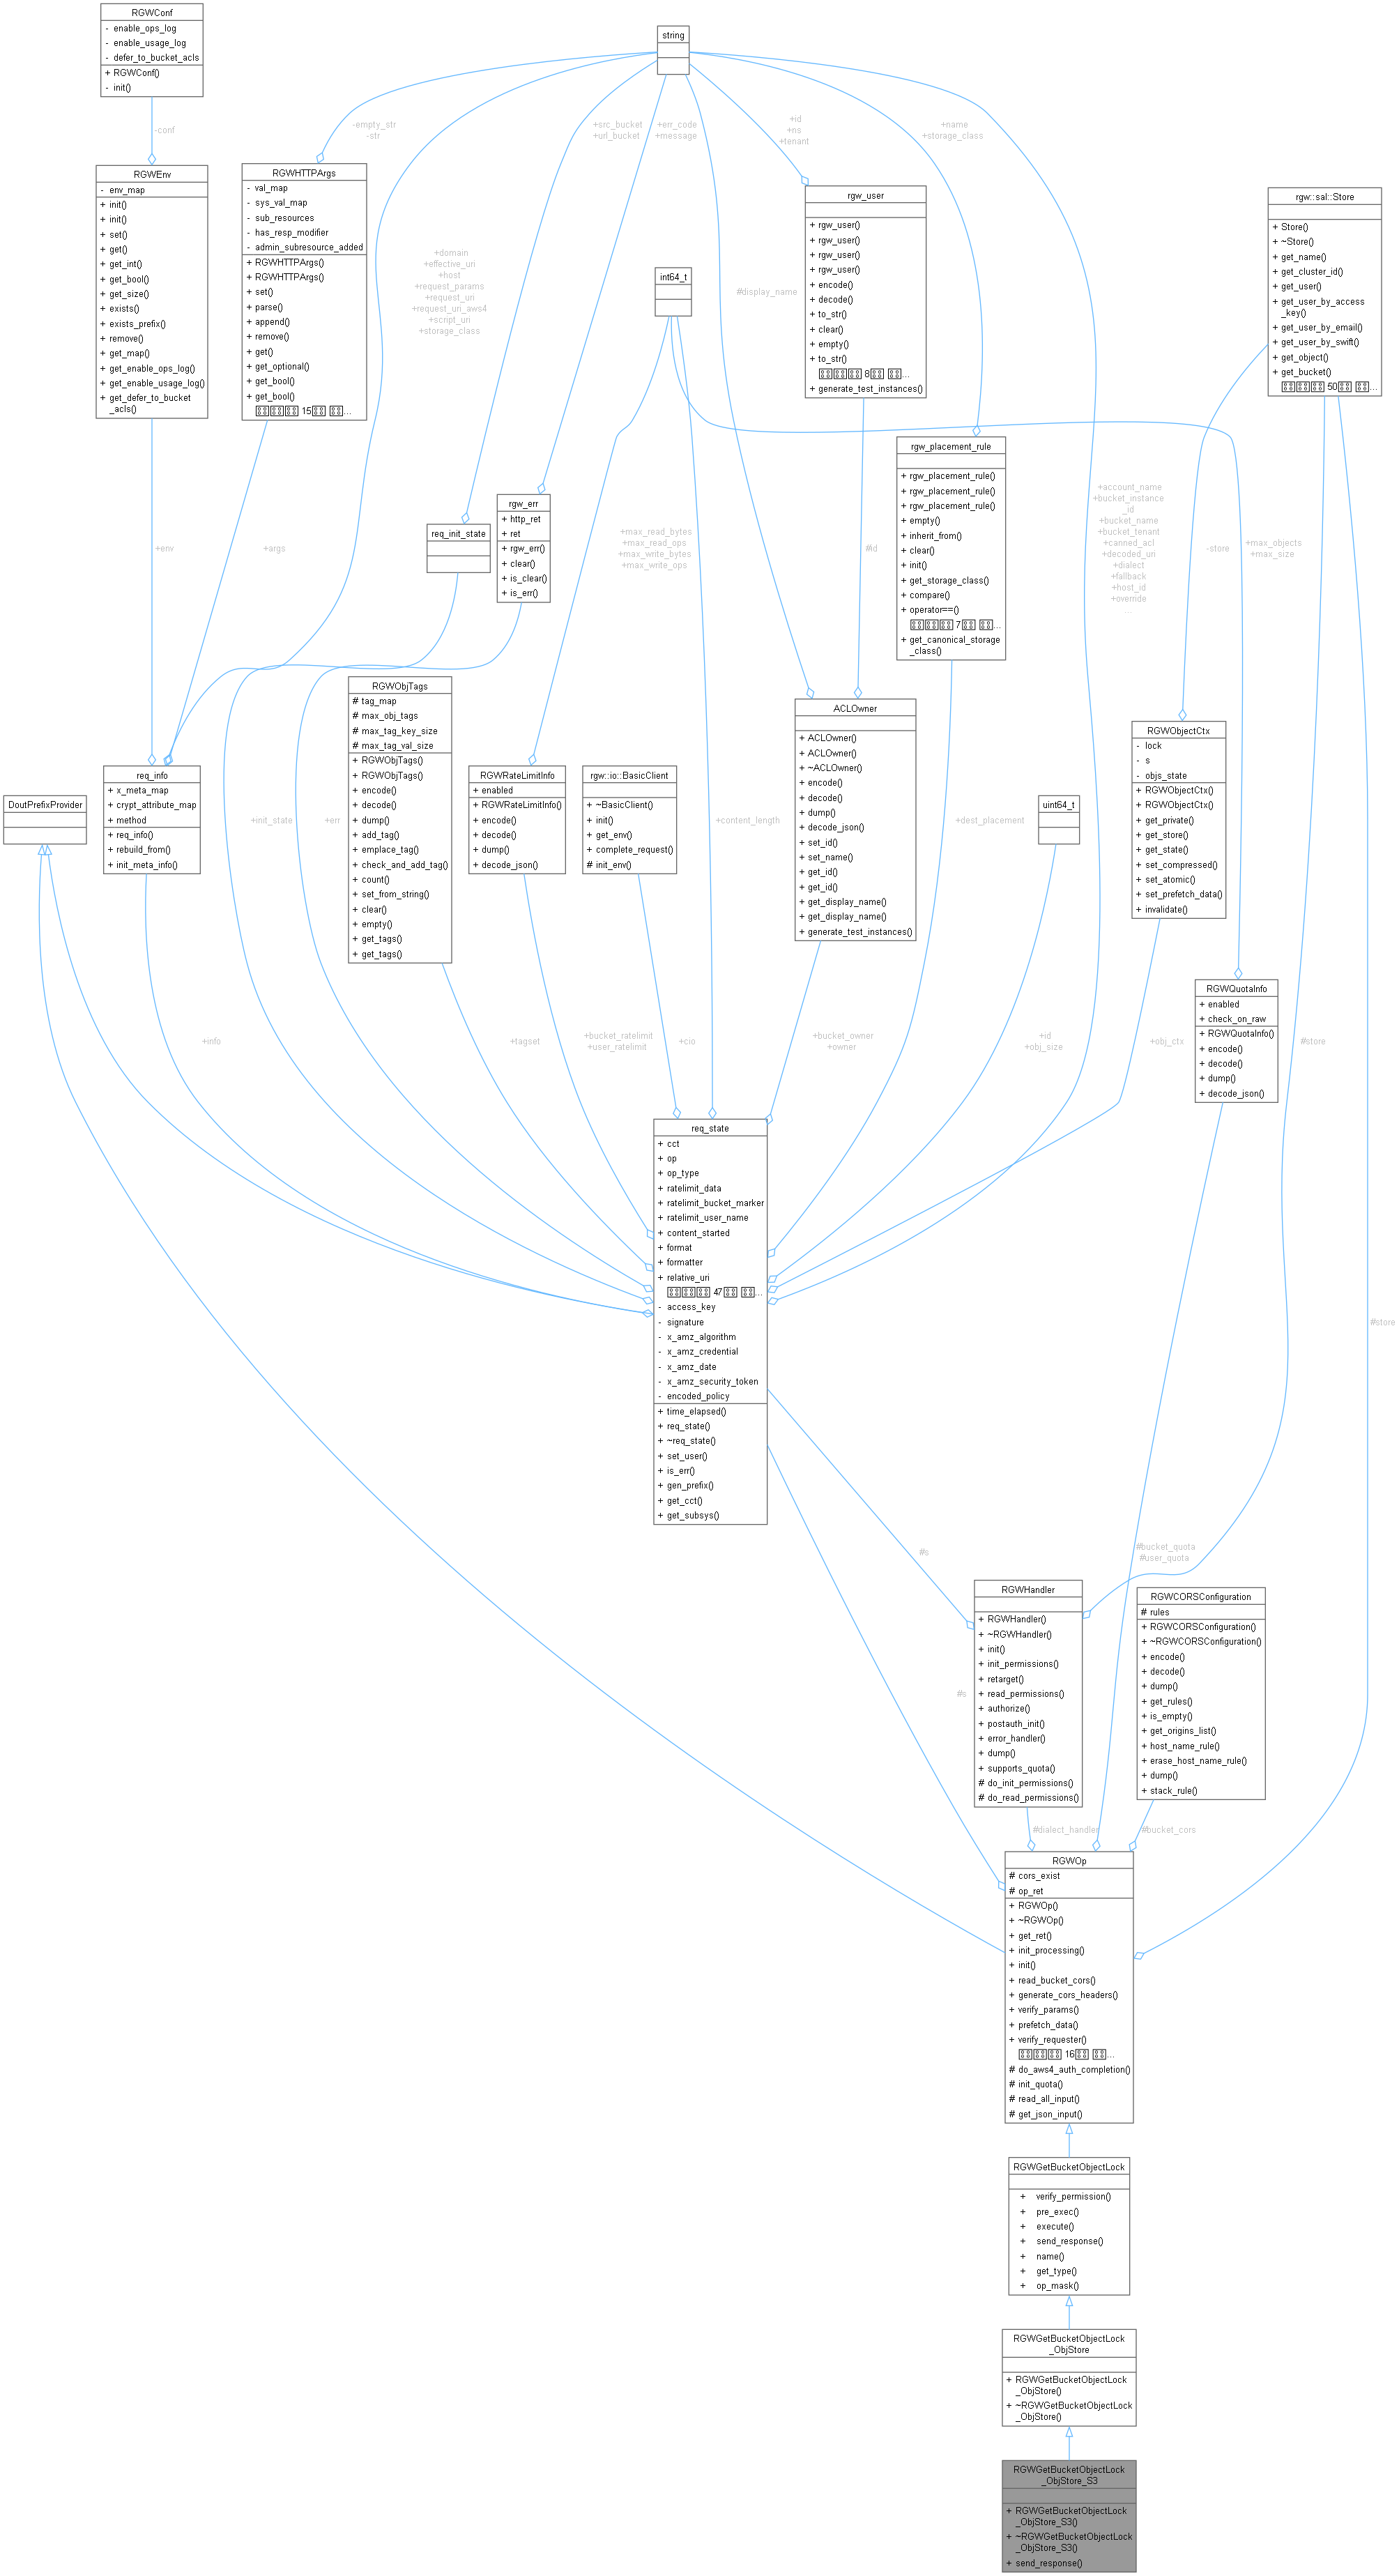 RGWConf
- enable_ops_log
- enable_usage_log
- defer_to_bucket_acls
+ RGWConf()
- init()
string
-conf
-empty_str
-str
+src_bucket
+url_bucket
+err_code
+message
+id
+ns
+tenant
+name
+storage_class
RGWEnv
- env_map
+ init()
+ init()
+ set()
+ get()
+ get_int()
+ get_bool()
+ get_size()
+ exists()
+ exists_prefix()
+ remove()
+ get_map()
+ get_enable_ops_log()
+ get_enable_usage_log()
+ get_defer_to_bucket
_acls()
RGWHTTPArgs
- val_map
- sys_val_map
- sub_resources
- has_resp_modifier
- admin_subresource_added
+ RGWHTTPArgs()
+ RGWHTTPArgs()
+ set()
+ parse()
+ append()
+ remove()
+ get()
+ get_optional()
+ get_bool()
+ get_bool()
15 ...
+domain
+effective_uri
+host
+request_params
+request_uri
+request_uri_aws4
+script_uri
+storage_class
int64_t
#display_name
rgw_user
+ rgw_user()
+ rgw_user()
+ rgw_user()
+ rgw_user()
+ encode()
+ decode()
+ to_str()
+ clear()
+ empty()
+ to_str()
8 ...
+ generate_test_instances()
rgw::sal::Store
+ Store()
+ ~Store()
+ get_name()
+ get_cluster_id()
+ get_user()
+ get_user_by_access
_key()
+ get_user_by_email()
+ get_user_by_swift()
+ get_object()
+ get_bucket()
50 ...
+env
+args
req_init_state
rgw_err
+ http_ret
+ ret
+ rgw_err()
+ clear()
+ is_clear()
+ is_err()
+max_read_bytes
+max_read_ops
+max_write_bytes
+max_write_ops
#id
rgw_placement_rule
+ rgw_placement_rule()
+ rgw_placement_rule()
+ rgw_placement_rule()
+ empty()
+ inherit_from()
+ clear()
+ init()
+ get_storage_class()
+ compare()
+ operator==()
7 ...
+ get_canonical_storage
_class()
+account_name
+bucket_instance
_id
+bucket_name
+bucket_tenant
+canned_acl
+decoded_uri
+dialect
+fallback
+host_id
+override
...
-store
+max_objects
+max_size
DoutPrefixProvider
req_info
+ x_meta_map
+ crypt_attribute_map
+ method
+ req_info()
+ rebuild_from()
+ init_meta_info()
+init_state
+err
RGWObjTags
# tag_map
# max_obj_tags
# max_tag_key_size
# max_tag_val_size
+ RGWObjTags()
+ RGWObjTags()
+ encode()
+ decode()
+ dump()
+ add_tag()
+ emplace_tag()
+ check_and_add_tag()
+ count()
+ set_from_string()
+ clear()
+ empty()
+ get_tags()
+ get_tags()
RGWRateLimitInfo
+ enabled
+ RGWRateLimitInfo()
+ encode()
+ decode()
+ dump()
+ decode_json()
rgw::io::BasicClient
+ ~BasicClient()
+ init()
+ get_env()
+ complete_request()
# init_env()
+content_length
ACLOwner
+ ACLOwner()
+ ACLOwner()
+ ~ACLOwner()
+ encode()
+ decode()
+ dump()
+ decode_json()
+ set_id()
+ set_name()
+ get_id()
+ get_id()
+ get_display_name()
+ get_display_name()
+ generate_test_instances()
+dest_placement
uint64_t
RGWObjectCtx
- lock
- s
- objs_state
+ RGWObjectCtx()
+ RGWObjectCtx()
+ get_private()
+ get_store()
+ get_state()
+ set_compressed()
+ set_atomic()
+ set_prefetch_data()
+ invalidate()
RGWQuotaInfo
+ enabled
+ check_on_raw
+ RGWQuotaInfo()
+ encode()
+ decode()
+ dump()
+ decode_json()
+info
+tagset
+bucket_ratelimit
+user_ratelimit
+cio
+bucket_owner
+owner
+id
+obj_size
+obj_ctx
#store
#store
req_state
+ cct
+ op
+ op_type
+ ratelimit_data
+ ratelimit_bucket_marker
+ ratelimit_user_name
+ content_started
+ format
+ formatter
+ relative_uri
47 ...
- access_key
- signature
- x_amz_algorithm
- x_amz_credential
- x_amz_date
- x_amz_security_token
- encoded_policy
+ time_elapsed()
+ req_state()
+ ~req_state()
+ set_user()
+ is_err()
+ gen_prefix()
+ get_cct()
+ get_subsys()
#s
#bucket_quota
#user_quota
#s
RGWHandler
+ RGWHandler()
+ ~RGWHandler()
+ init()
+ init_permissions()
+ retarget()
+ read_permissions()
+ authorize()
+ postauth_init()
+ error_handler()
+ dump()
+ supports_quota()
# do_init_permissions()
# do_read_permissions()
RGWCORSConfiguration
# rules
+ RGWCORSConfiguration()
+ ~RGWCORSConfiguration()
+ encode()
+ decode()
+ dump()
+ get_rules()
+ is_empty()
+ get_origins_list()
+ host_name_rule()
+ erase_host_name_rule()
+ dump()
+ stack_rule()
#dialect_handler
#bucket_cors
RGWOp
# cors_exist
# op_ret
+ RGWOp()
+ ~RGWOp()
+ get_ret()
+ init_processing()
+ init()
+ read_bucket_cors()
+ generate_cors_headers()
+ verify_params()
+ prefetch_data()
+ verify_requester()
16 ...
# do_aws4_auth_completion()
# init_quota()
# read_all_input()
# get_json_input()
RGWGetBucketObjectLock
+ verify_permission()
+ pre_exec()
+ execute()
+ send_response()
+ name()
+ get_type()
+ op_mask()
RGWGetBucketObjectLock
_ObjStore
+ RGWGetBucketObjectLock
_ObjStore()
+ ~RGWGetBucketObjectLock
_ObjStore()
RGWGetBucketObjectLock
_ObjStore_S3
+ RGWGetBucketObjectLock
_ObjStore_S3()
+ ~RGWGetBucketObjectLock
_ObjStore_S3()
+ send_response()